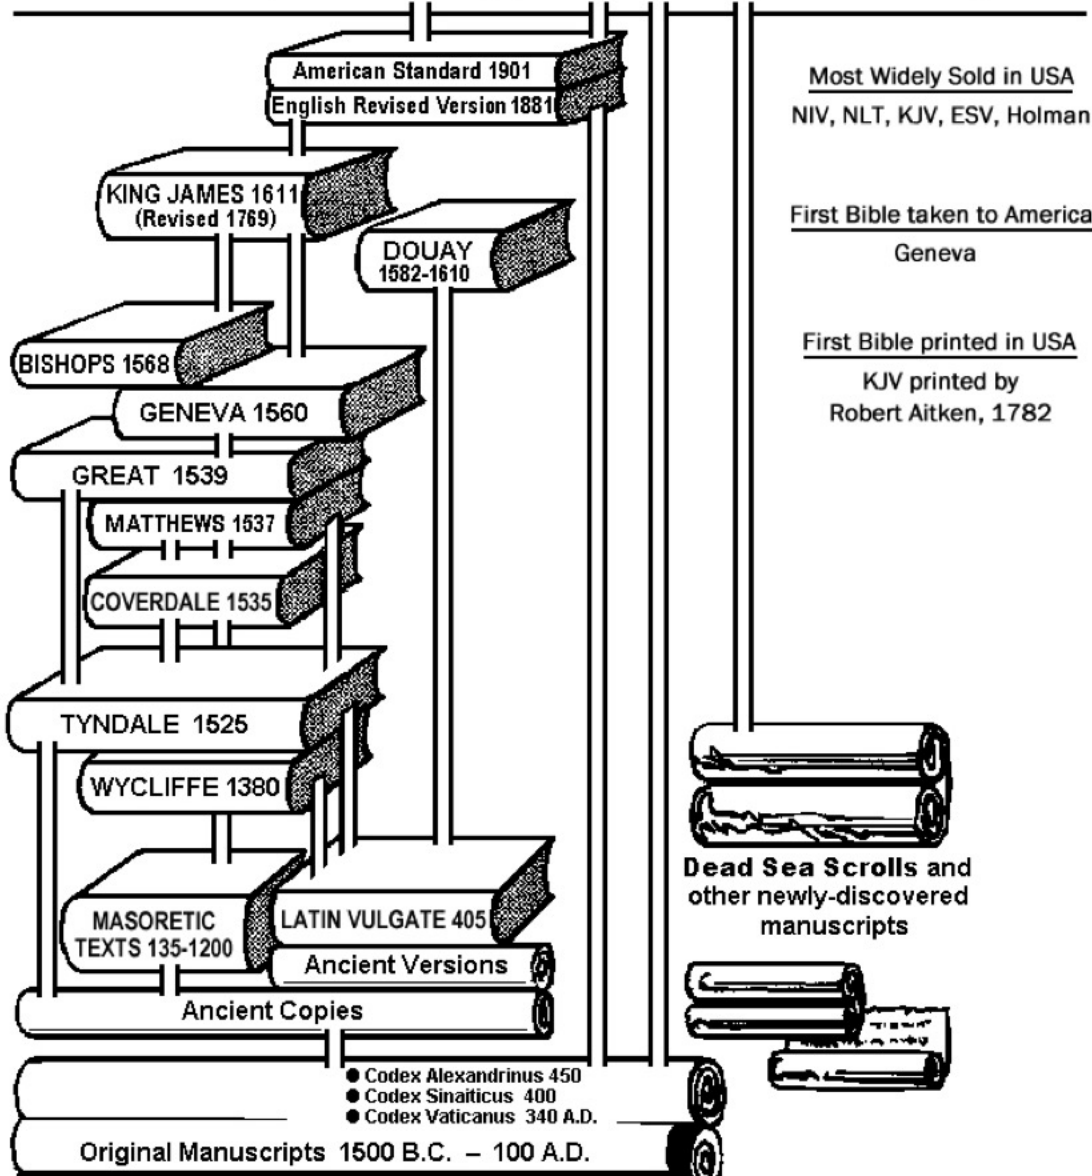 American Standard 1901
English Revised Version 1881
KING JAMES 1611
(Revised 1769)
DOUAY
1582-1610
BISHOPS 1568
GENEVA 1560
GREAT 1539
MATTHEWS 1537
COVERDALE 1535
TYNDALE 1525
WYCLIFFE 1380
MASORETIC
TEXTS 135-1200
LATIN VULGATE 405
Ancient Versions
Ancient Copies
● Codex Alexandrinus 450
● Codex Sinaiticus 400
● Codex Vaticanus 340 A.D.
Original Manuscripts 1500 B.C. – 100 A.D.
Most Widely Sold in USA
NIV, NLT, KJV, ESV, Holman
First Bible taken to America
Geneva
First Bible printed in USA
KJV printed by
Robert Aitken, 1782
Dead Sea Scrolls and
other newly-discovered
manuscripts